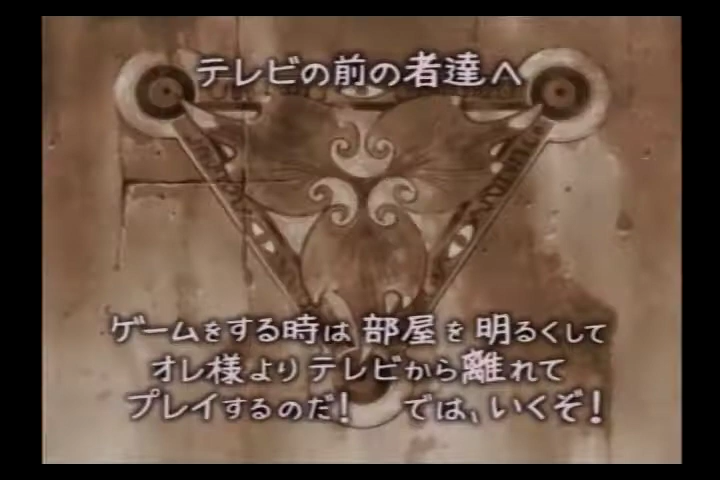 テレビの前の者達へ
ゲームをする時は部屋を明るくして
オレ様よりテレビから離れて
プレイするのだ! では、いくぞ!